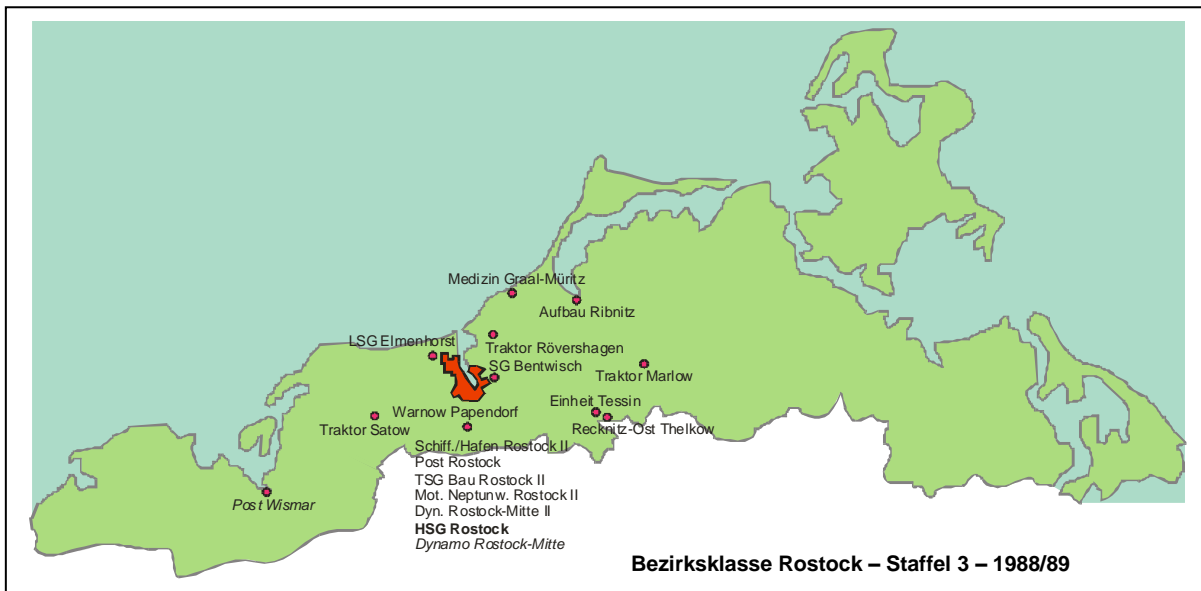 Medizin Graal-Müritz
Aufbau Ribnitz
LSG Elmenhorst
Traktor Rövershagen
SG Bentwisch
Traktor Marlow
Warnow Papendorf
Einheit Tessin
Traktor Satow
Recknitz-Ost Thelkow
Schiff./Hafen Rostock II
Post Rostock
TSG Bau Rostock II
Mot. Neptunw. Rostock II
Dyn. Rostock-Mitte II
HSG Rostock
Dynamo Rostock-Mitte
Post Wismar
Bezirksklasse Rostock – Staffel 3 – 1988/89